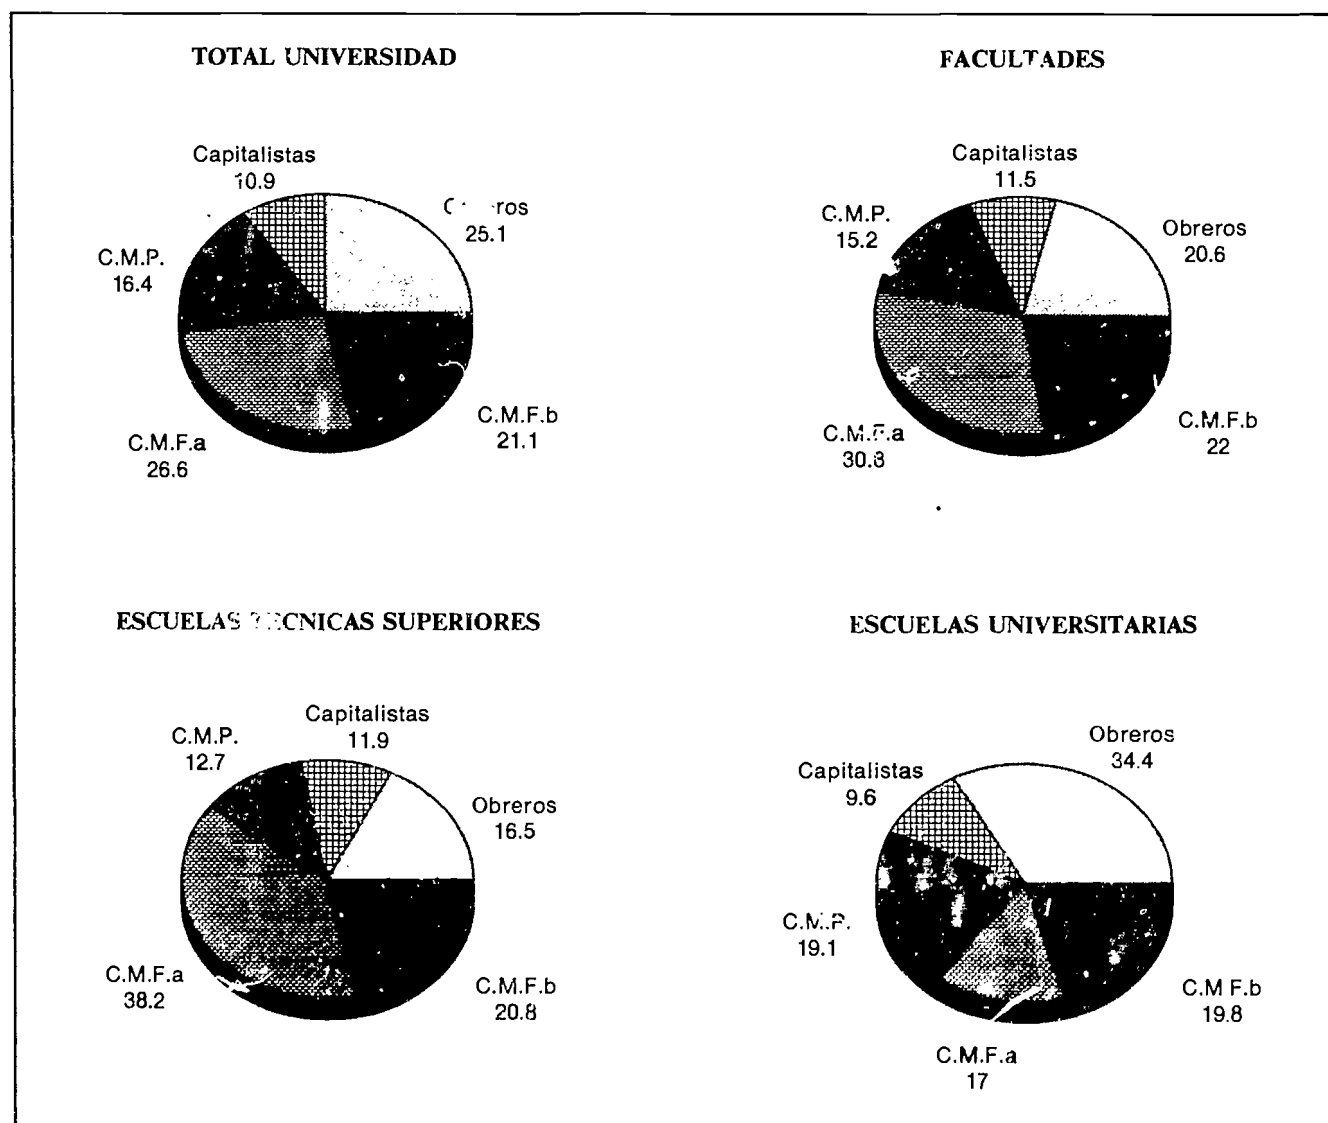 TOTAL UNIVERSIDAD
Capitalistas
10.9
25.1
C.M.P.
16.4
C.M.F.b
21.1
C.M.F.a
26.6
FACULTADES
Capitalistas
11.5
C.M.P.
15.2
Obreros
20.6
C.M.F.b
22
C.M.F.a
30.8
ESCUELAS TECNICAS SUPERIORES
Capitalistas
11.9
C.M.P.
12.7
Obreros
16.5
C.M.F.a
38.2
C.M.F.b
20.8
ESCUELAS UNIVERSITARIAS
Obreros
34.4
Capitalistas
9.6
C.M.P.
19.1
C.M F.b
19.8
C.M.F.a
17